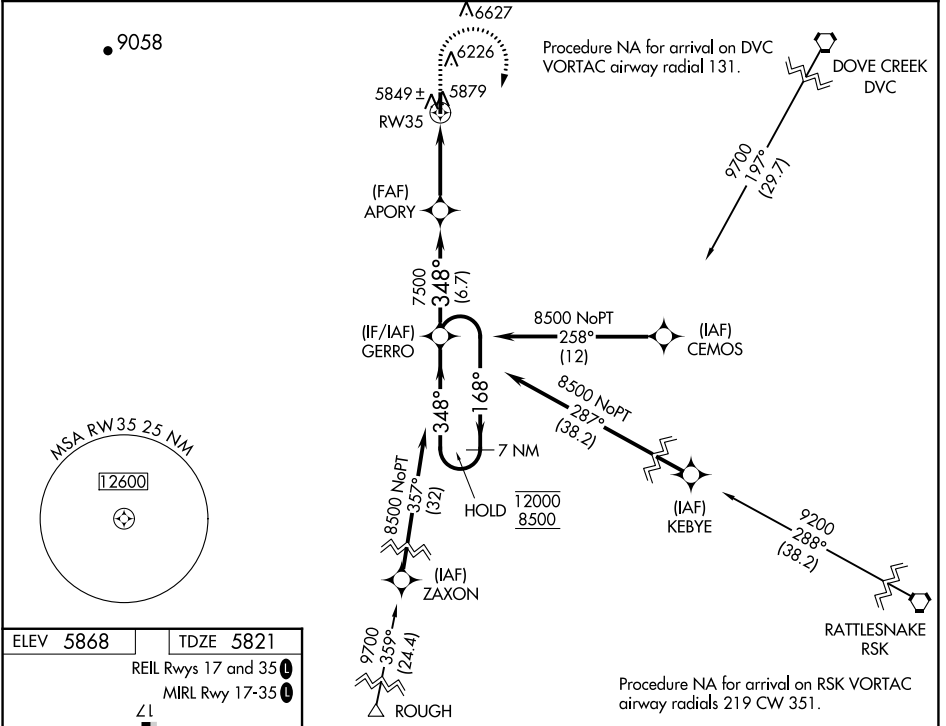 6627
9058
6226
Procedure NA for arrival on DVC
VORTAC airway radial 131.
DOVE CREEK
DVC
5849 ±
5879
RW35
9700
197°
(29.7)
(FAF)
APORY
7500
348°
(6.7)
(IF/IAF)
GERRO
8500 NoPT
258°
(12)
(IAF)
CEMOS
348°
168°
8500 NoPT
287°
(38.2)
7 NM
MSA RW35 25 NM
12600
8500 NoPT
357°
(32)
HOLD
12000
8500
(IAF)
KEBYE
9200
288°
(38.2)
(IAF)
ZAXON
RATTLESNAKE
RSK
9700
359°
(24.4)
ROUGH
ELEV 5868
TDZE 5821
REIL Rwys 17 and 35 L
MIRL Rwy 17-35 L
17
Procedure NA for arrival on RSK VORTAC
airway radials 219 CW 351.